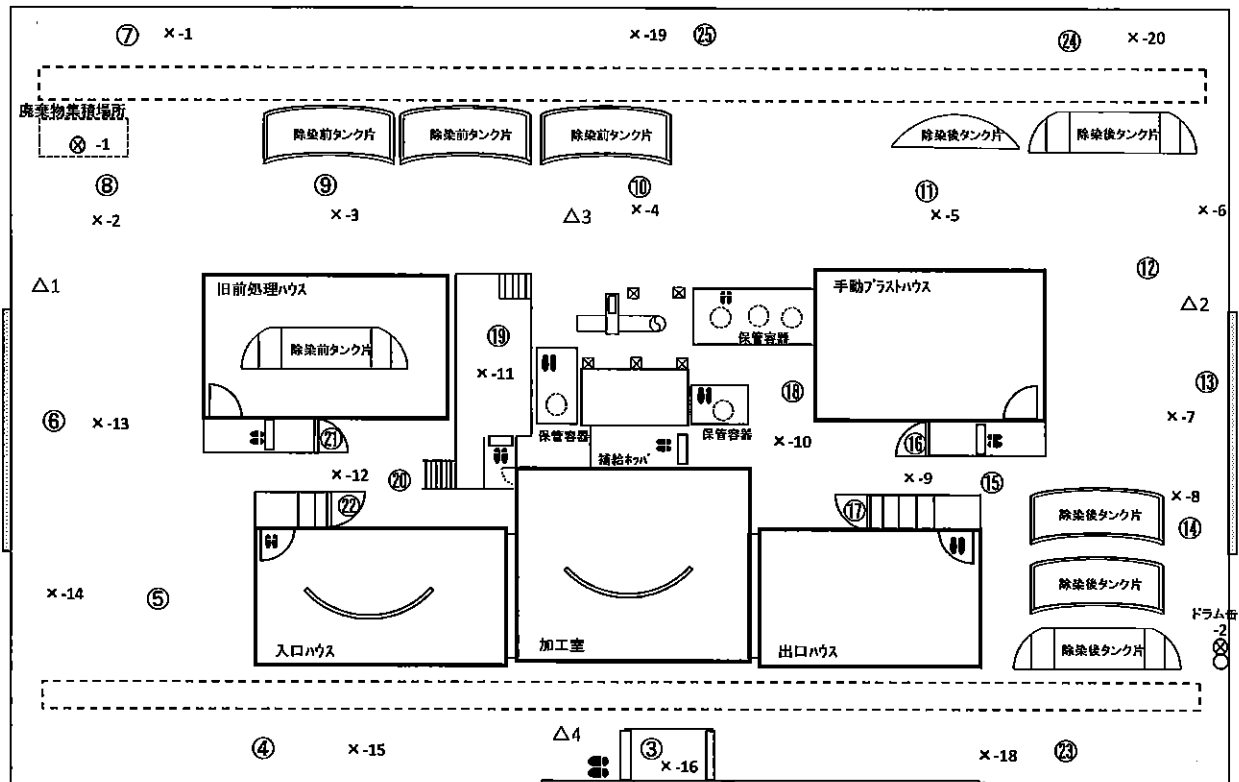 ⑦ ×-1 ×-19 ㉕ ㉔ ×-20
廃棄物集積場所
⊗ -1
除染前タンク片 除染前タンク片 除染前タンク片 除染後タンク片 除染後タンク片
⑧ ⑨ ⑩ ⑪
×-2 ×-3 △3 ×-4 ×-5 ×-6
⑫
△1 旧前処理ハウス 手動ブラストハウス △2
⑲ 保管容器
除染前タンク片
×-11 ⑱ ⑬
⑥ ×-13 ×-7
㉑ 保管容器 保管容器 ×-10 ⑯
補給ホッパ
×-12 ⑳ ×-9 ⑮
㉒ ⑰ 除染後タンク片 ×-8
⑭
×-14 ⑤ 除染後タンク片
ドラム缶
-2
入口ハウス 加工室 出口ハウス 除染後タンク片
④ ×-15 △4 ③ ×-16 ×-18 ㉓